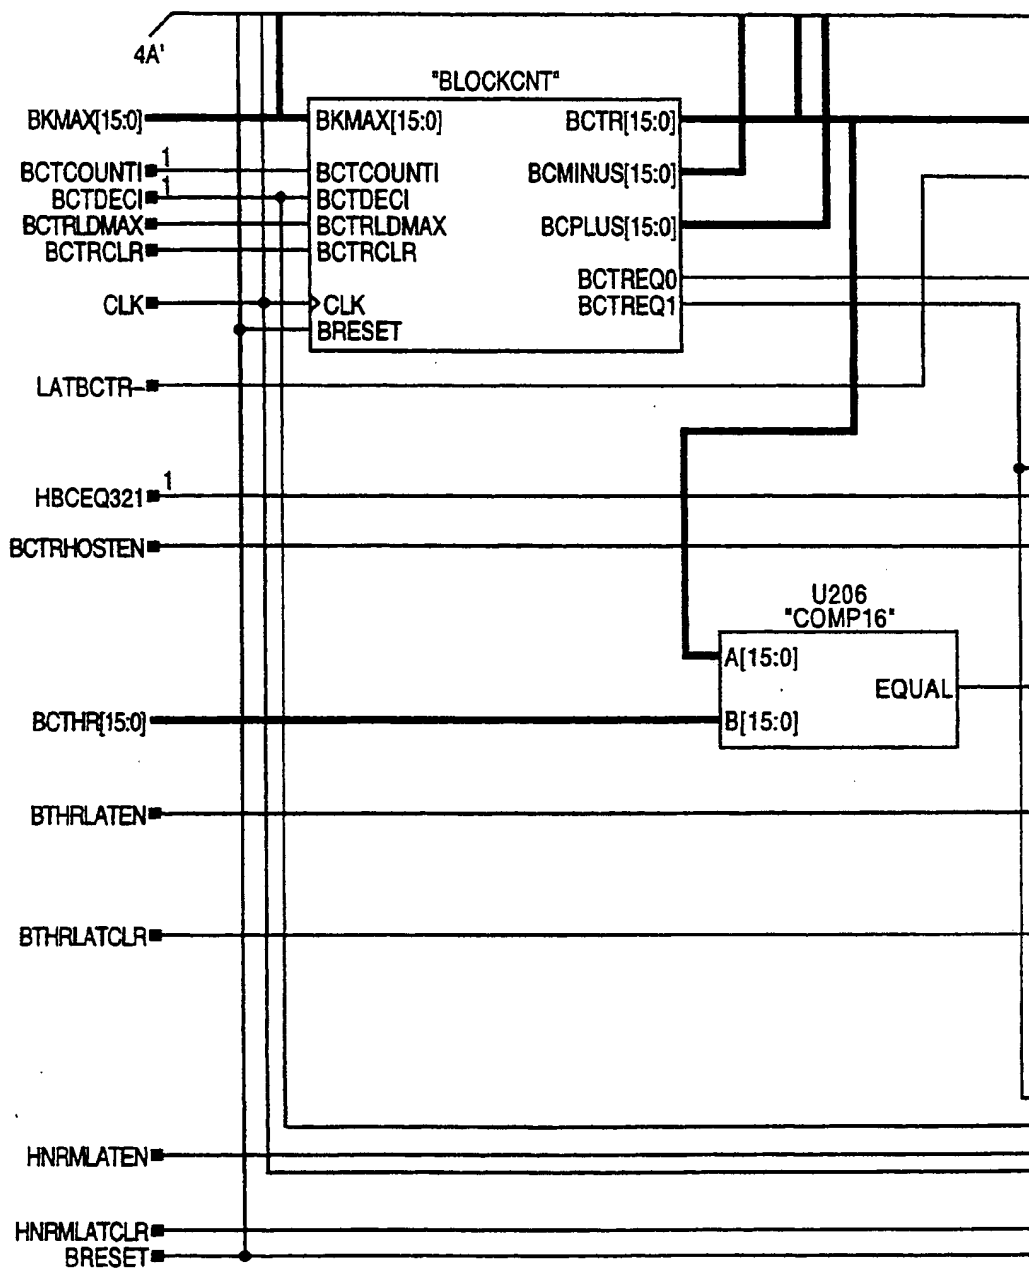 4A'
"BLOCKCNT"
BKMAX[15:0] BKMAX[15:0] BCTR[15:0]
BCTCOUNTI 1 BCTCOUNTI BCMINUS[15:0]
BCTDECI 1 BCTDECI
BCTRLDMAX BCTRLDMAX BCPLUS[15:0]
BCTRCLR BCTRCLR
BCTREQ0
CLK CLK BCTREQ1
BRESET
LATBCTR–
HBCEQ321 1
BCTRHOSTEN
U206
"COMP16"
A[15:0]
EQUAL
BCTHR[15:0] B[15:0]
BTHRLATEN
BTHRLATCLR
HNRMLATEN
HNRMLATCLR
BRESET